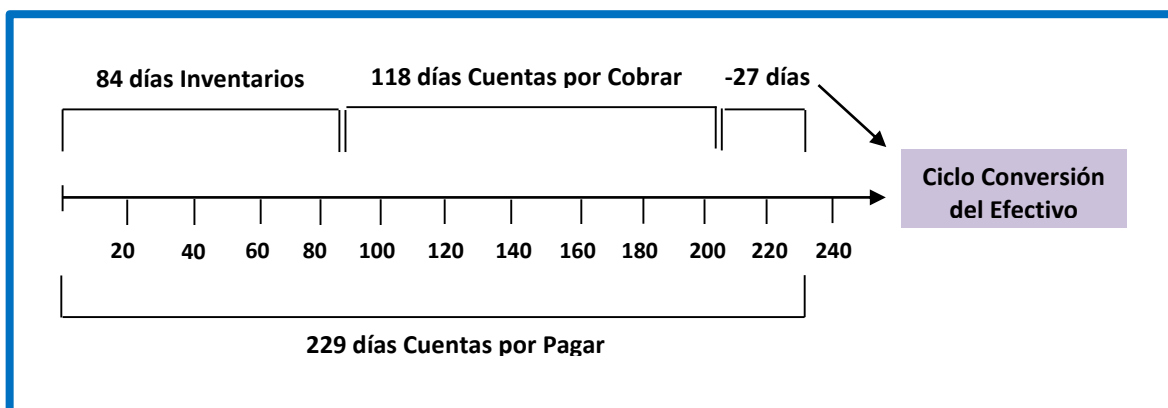 84 días Inventarios
118 días Cuentas por Cobrar
-27 días
Ciclo Conversión
del Efectivo
20 40 60 80 100 120 140 160 180 200 220 240
229 días Cuentas por Pagar